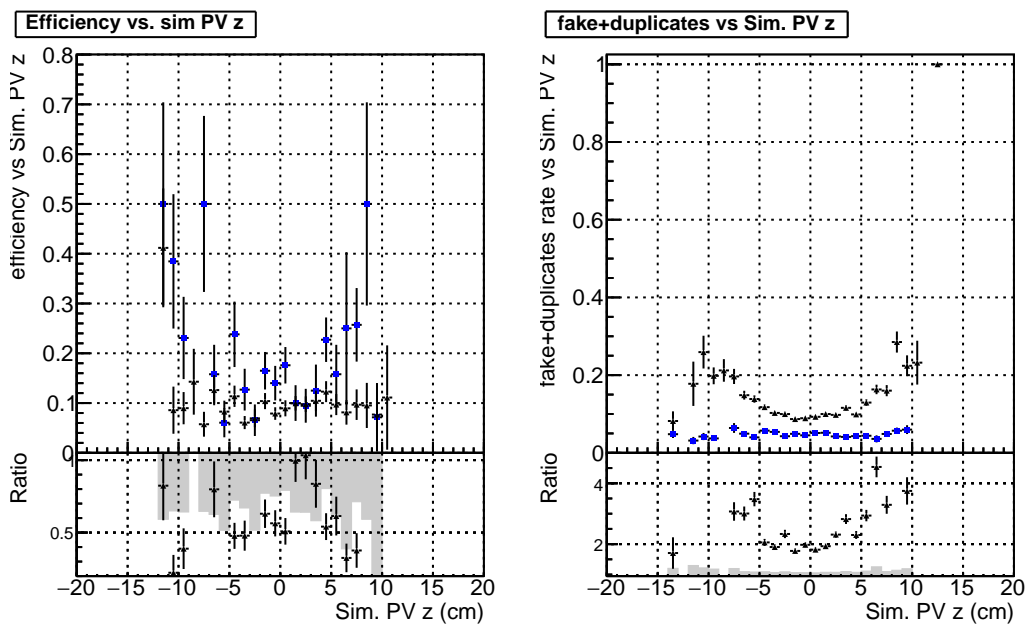 Efficiency vs. sim PV z
efficiency vs Sim. PV z
0.8
0.7
0.6
0.5
0.4
0.3
0.2
0.1
0
Ratio
1
0.5
−20 −15 −10 −5 0 5 10 15 20
Sim. PV z (cm)
fake+duplicates vs Sim. PV z
fake+duplicates rate vs Sim. PV z
1
0.8
0.6
0.4
0.2
0
Ratio
4
2
−20 −15 −10 −5 0 5 10 15 20
Sim. PV z (cm)